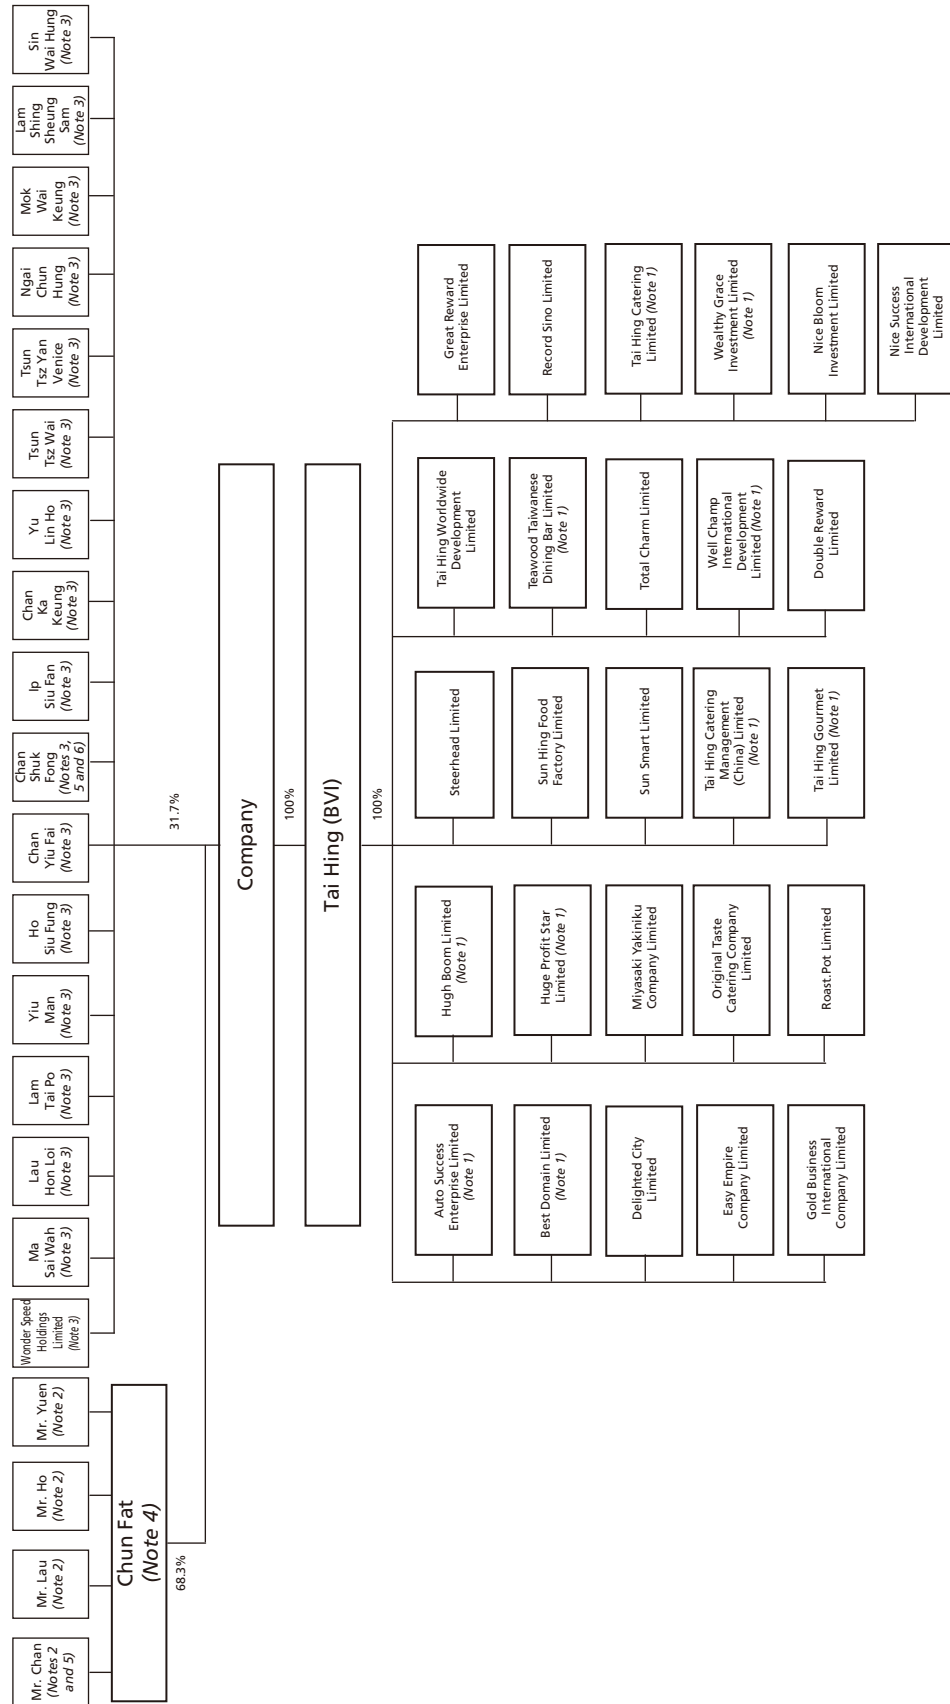 Mr. Chan
(Notes 2
and 5)
Mr. Lau
(Note 2)
Mr. Ho
(Note 2)
Mr. Yuen
(Note 2)
Wonder Speed
Holdings
Limited
(Note 3)
Ma
Sai Wah
(Note 3)
Lau
Hon Loi
(Note 3)
Lam
Tai Po
(Note 3)
Yiu
Man
(Note 3)
Ho
Siu Fung
(Note 3)
Chan
Yiu Fai
(Note 3)
Chan
Shuk
Fong
(Notes 3,
5 and 6)
Ip
Siu Fan
(Note 3)
Chan
Ka
Keung
(Note 3)
Yu
Lin Ho
(Note 3)
Tsun
Tsz Wai
(Note 3)
Tsun
Tsz Yan
Venice
(Note 3)
Ngai
Chun
Hung
(Note 3)
Mok
Wai
Keung
(Note 3)
Lam
Shing
Sheung
Sam
(Note 3)
Sin
Wai Hung
(Note 3)
Chun Fat
(Note 4)
68.3%
31.7%
Company
100%
Tai Hing (BVI)
100%
Auto Success
Enterprise Limited
(Note 1)
Best Domain Limited
(Note 1)
Delighted City
Limited
Easy Empire
Company Limited
Gold Business
International
Company Limited
Hugh Boom Limited
(Note 1)
Huge Profit Star
Limited (Note 1)
Miyasaki Yakiniku
Company Limited
Original Taste
Catering Company
Limited
Roast.Pot Limited
Steerhead Limited
Sun Hing Food
Factory Limited
Sun Smart Limited
Tai Hing Catering
Management
(China) Limited
(Note 1)
Tai Hing Gourmet
Limited (Note 1)
Tai Hing Worldwide
Development
Limited
Teawood Taiwanese
Dining Bar Limited
(Note 1)
Total Charm Limited
Well Champ
International
Development
Limited (Note 1)
Double Reward
Limited
Great Reward
Enterprise Limited
Record Sino Limited
Tai Hing Catering
Limited (Note 1)
Wealthy Grace
Investment Limited
(Note 1)
Nice Bloom
Investment Limited
Nice Success
International
Development
Limited